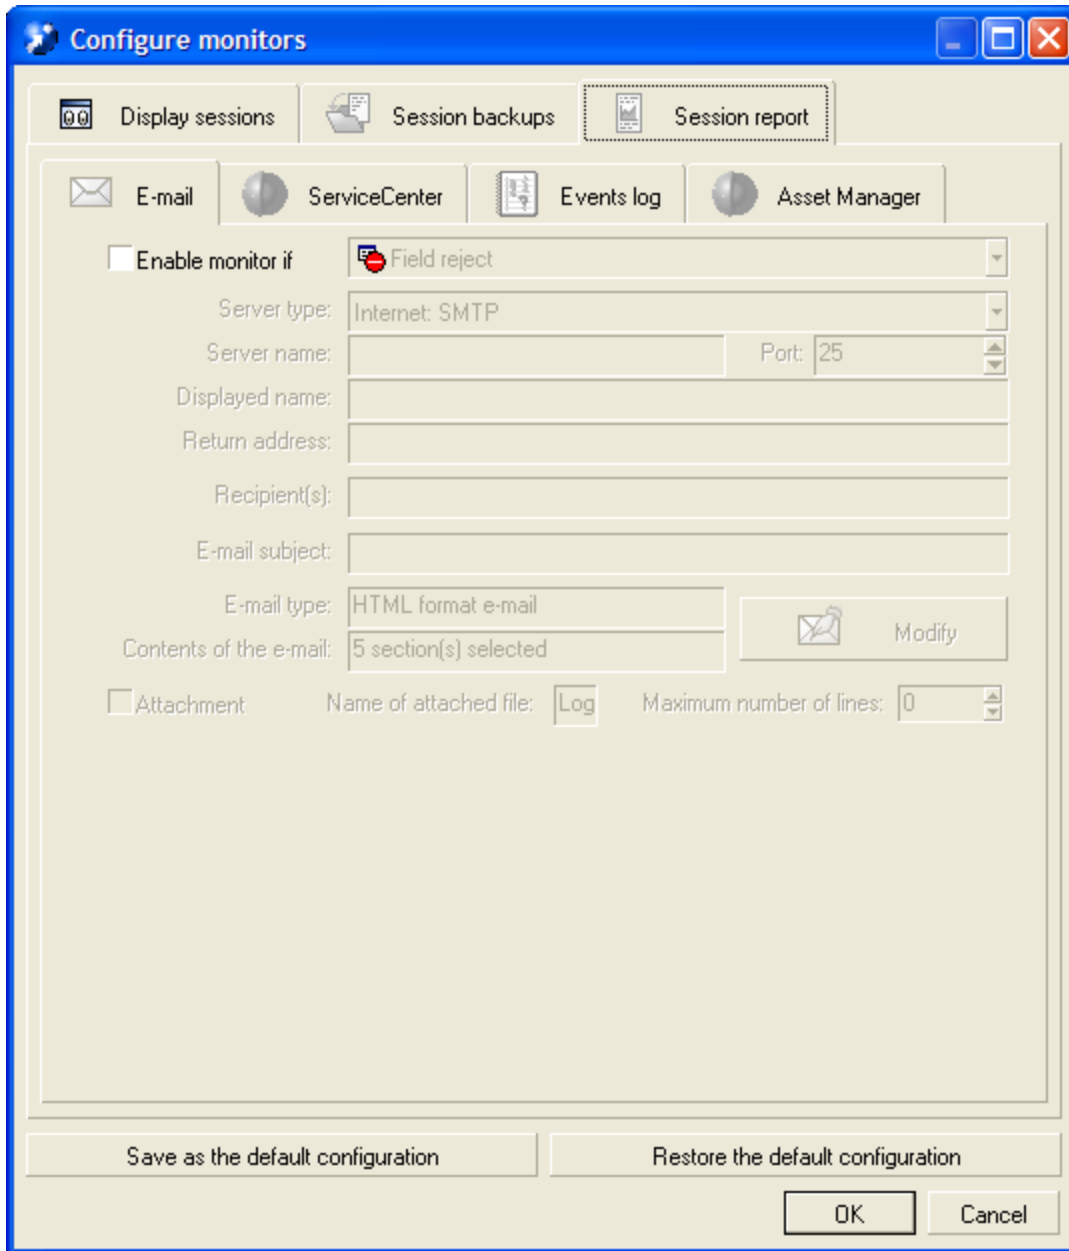 Configure monitors
Display sessions Session backups Session report
E-mail ServiceCenter Events log Asset Manager
Enable monitor if Field reject
Server type: Internet: SMTP
Server name: Port: 25
Displayed name:
Return address:
Recipient(s):
E-mail subject:
E-mail type: HTML format e-mail
Modify
Contents of the e-mail: 5 section(s) selected
Attachment Name of attached file: Log Maximum number of lines: 0
Save as the default configuration Restore the default configuration
OK Cancel